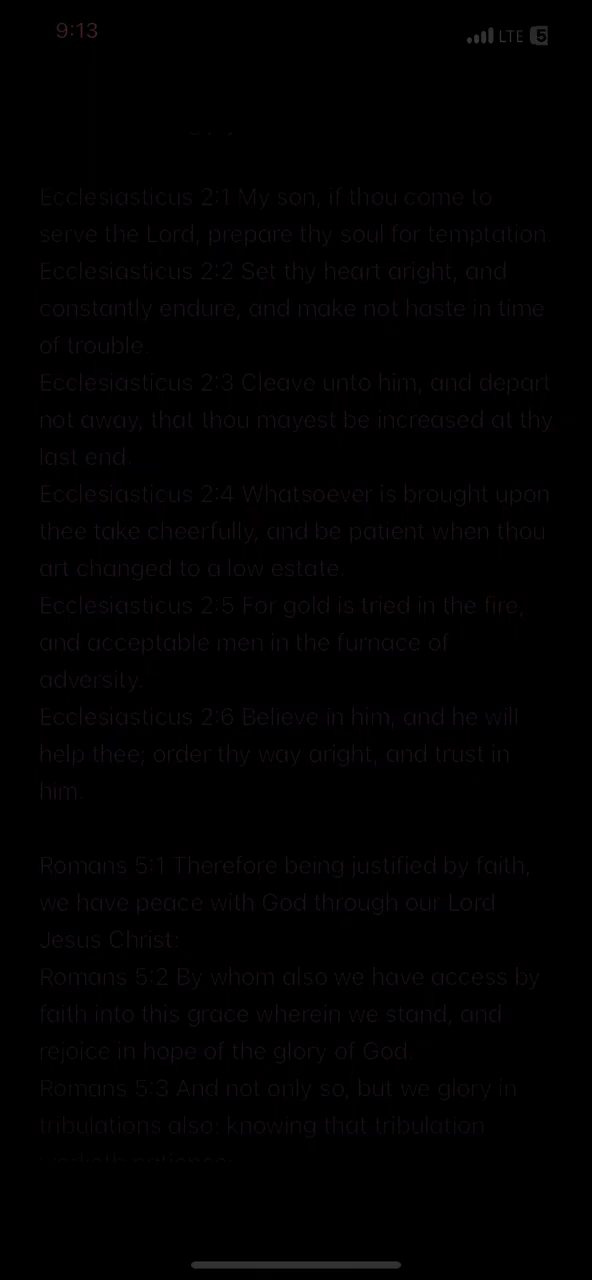 9:13
LTE 5
Ecclesiasticus 2:1 My son, if thou come to
serve the Lord, prepare thy soul for temptation.
Ecclesiasticus 2:2 Set thy heart aright, and
constantly endure, and make not haste in time
of trouble
Ecclesiasticus 2:3 Cleave unto him, and depart
not away, that thou mayest be increased at thy
last end.
Ecclesiasticus 2:4 Whatsoever is brought upon
thee take cheerfully, and be patient when thou
art changed to a low estate.
Ecclesiasticus 2:5 For gold is tried in the fire,
and acceptable men in the furnace of
adversity.
Ecclesiasticus 2:6 Believe in him, and he will
help thee; order thy way aright, and trust in
him.
Romans 5:1 Therefore being justified by faith,
we have peace with God through our Lord
Jesus Christ:
Romans 5:2 By whom also we have access by
faith into this grace wherein we stand, and
rejoice in hope of the glory of God.
Romans 5:3 And not only so, but we glory in
tribulations also: knowing that tribulation